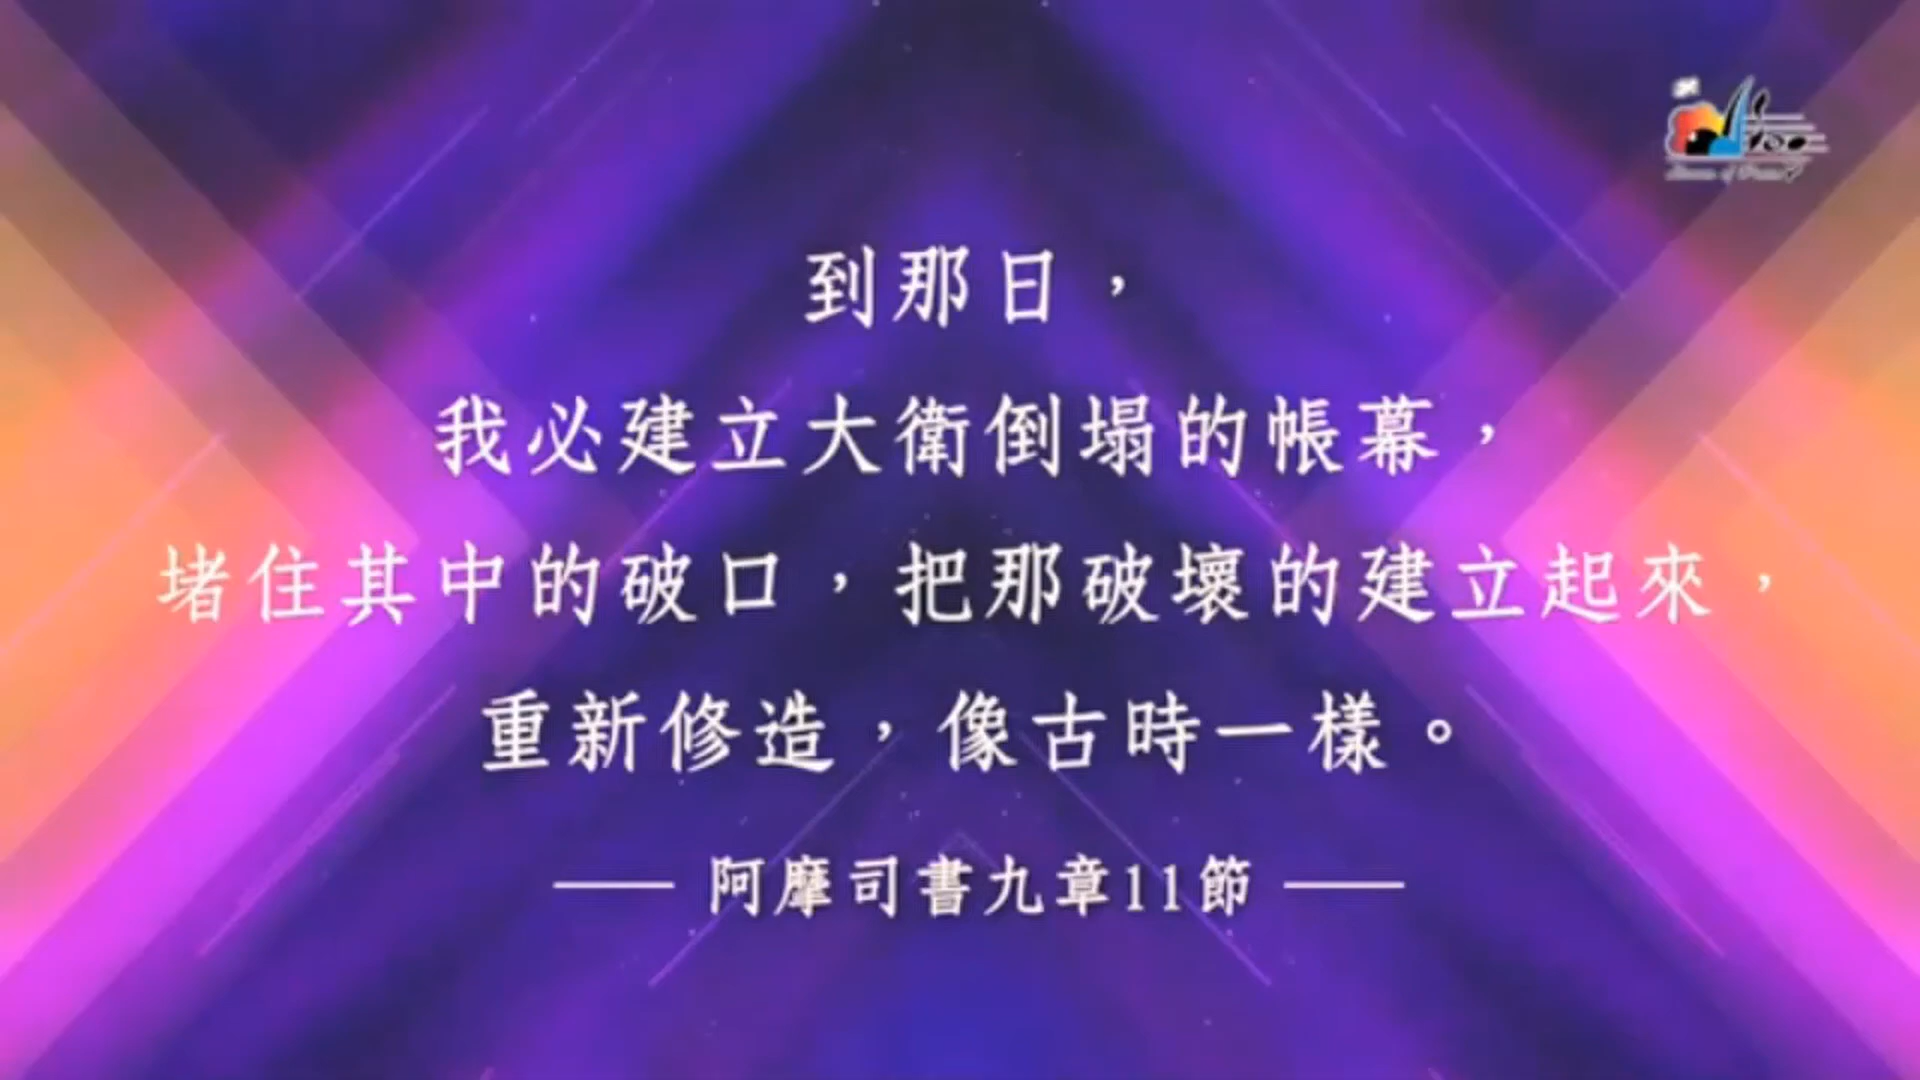 到那日，
我必建立大衛倒塌的帳幕，
堵住其中的破口，把那破壞的建立起來，
重新修造，像古時一樣。
阿摩司書九章11節